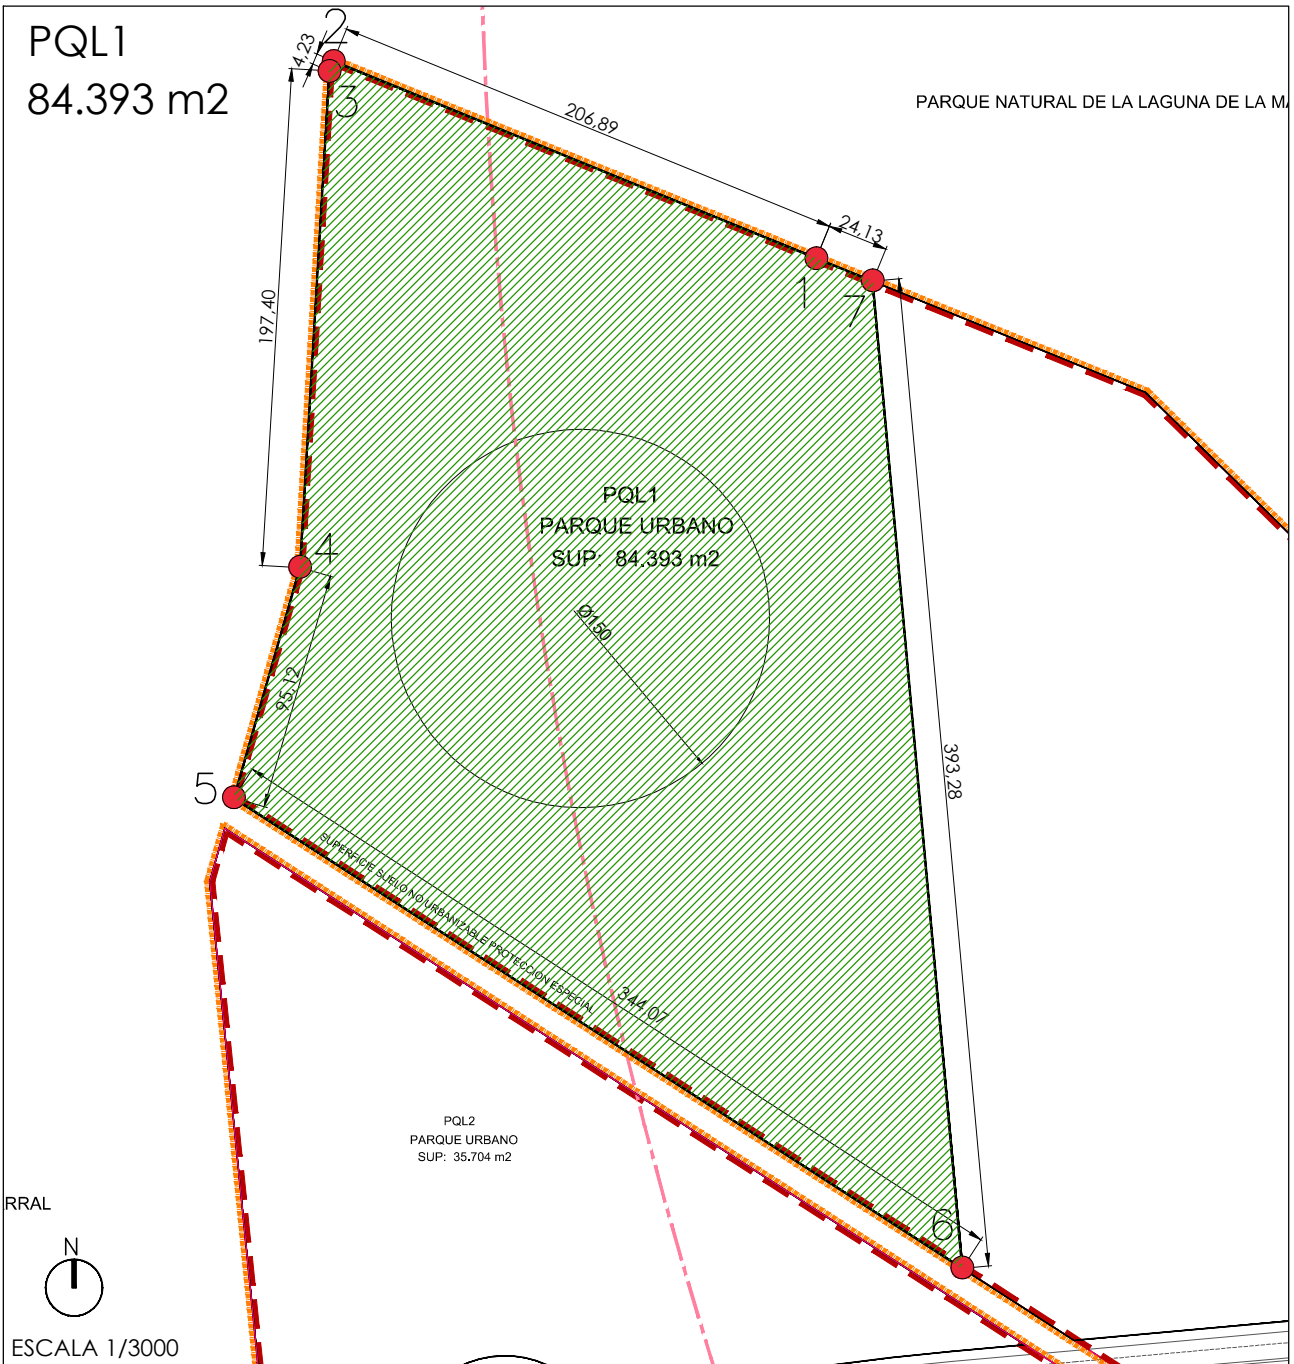 PQL1
84.393 m2
2
4,23
3
206,89
PARQUE NATURAL DE LA LAGUNA DE LA
24,13
1
7
197,40
PQL1
PARQUE URBANO
SUP: 84.393 m2
4
Ø150
95,12
393,28
5
SUPERFICIE SUELO NO URBANIZABLE PROTECCION ESPECIAL
344,07
PQL2
PARQUE URBANO
SUP: 35.704 m2
6
RRAL
N
ESCALA 1/3000